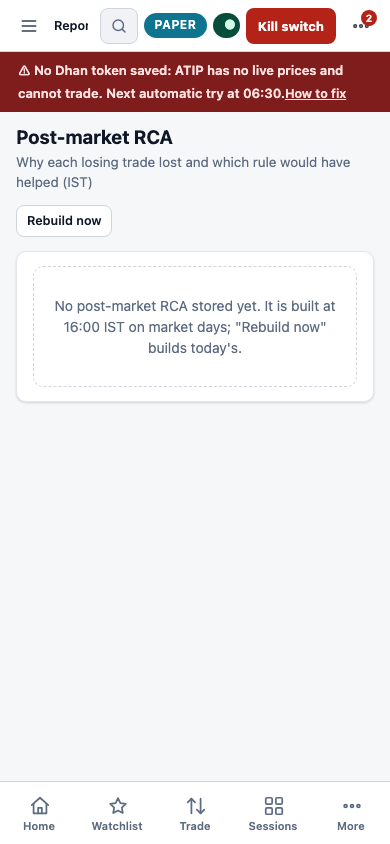 Repor
PAPER
Kill switch
2
⚠ No Dhan token saved: ATIP has no live prices and
cannot trade. Next automatic try at 06:30.How to fix
Post-market RCA
Why each losing trade lost and which rule would have
helped (IST)
Rebuild now
No post-market RCA stored yet. It is built at
16:00 IST on market days; "Rebuild now"
builds today's.
Home
Watchlist
Trade
Sessions
More